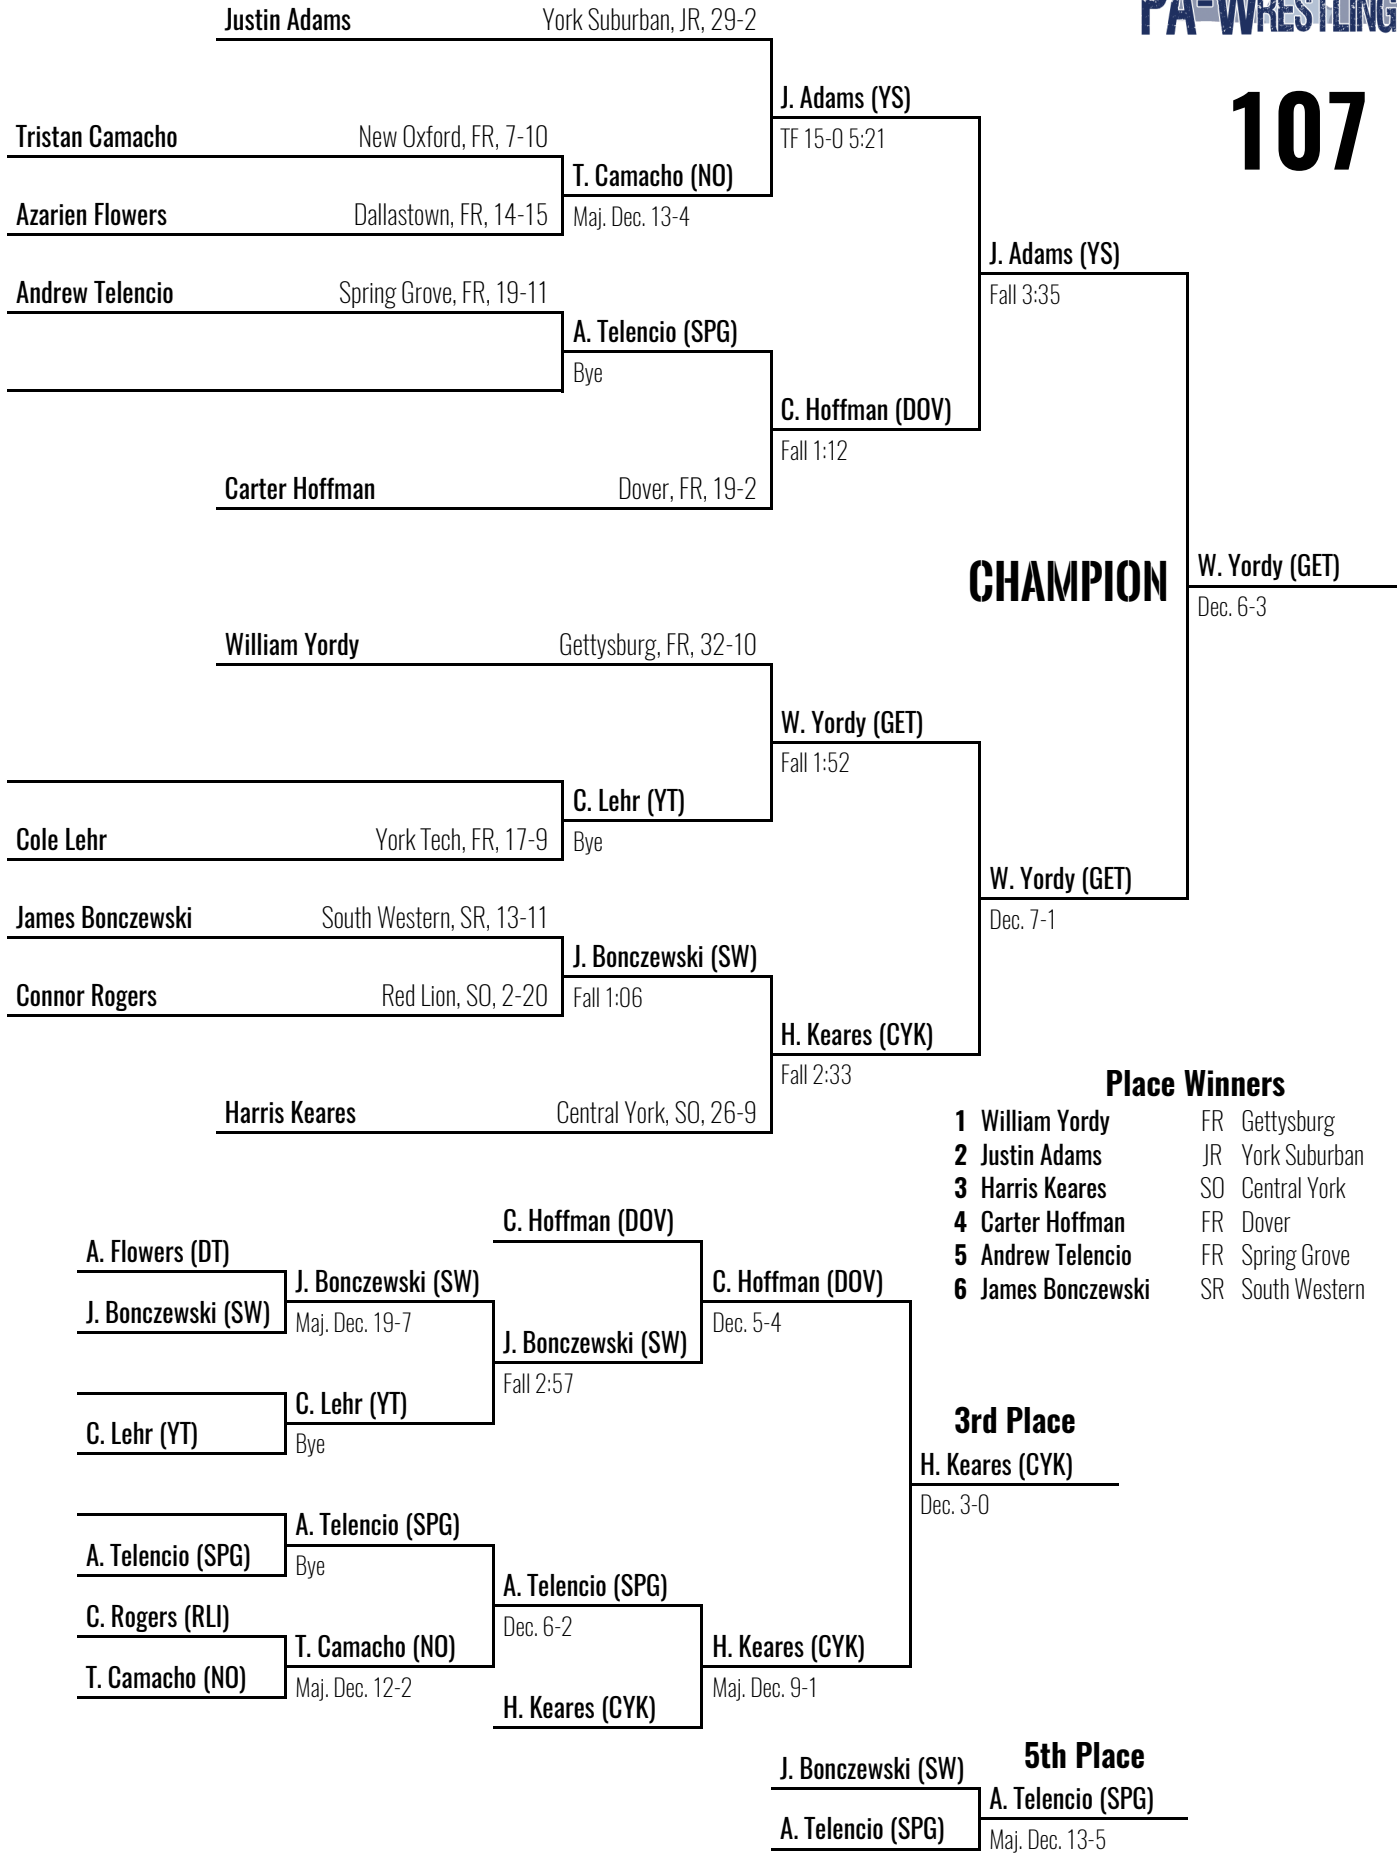 PA-WRESTLING
107
Justin Adams York Suburban, JR, 29-2
J. Adams (YS)
TF 15-0 5:21
Tristan Camacho New Oxford, FR, 7-10
T. Camacho (NO)
Maj. Dec. 13-4
Azarien Flowers Dallastown, FR, 14-15
J. Adams (YS)
Fall 3:35
Andrew Telencio Spring Grove, FR, 19-11
A. Telencio (SPG)
Bye
C. Hoffman (DOV)
Fall 1:12
Carter Hoffman Dover, FR, 19-2
CHAMPION
W. Yordy (GET)
Dec. 6-3
William Yordy Gettysburg, FR, 32-10
W. Yordy (GET)
Fall 1:52
C. Lehr (YT)
Bye
Cole Lehr York Tech, FR, 17-9
W. Yordy (GET)
Dec. 7-1
James Bonczewski South Western, SR, 13-11
J. Bonczewski (SW)
Fall 1:06
Connor Rogers Red Lion, SO, 2-20
H. Keares (CYK)
Fall 2:33
Harris Keares Central York, SO, 26-9
Place Winners
1 William Yordy FR Gettysburg
2 Justin Adams JR York Suburban
3 Harris Keares SO Central York
4 Carter Hoffman FR Dover
5 Andrew Telencio FR Spring Grove
6 James Bonczewski SR South Western
C. Hoffman (DOV)
A. Flowers (DT)
J. Bonczewski (SW)
Maj. Dec. 19-7
J. Bonczewski (SW)
C. Hoffman (DOV)
Dec. 5-4
J. Bonczewski (SW)
Fall 2:57
C. Lehr (YT)
Bye
C. Lehr (YT)
3rd Place
H. Keares (CYK)
Dec. 3-0
A. Telencio (SPG)
Bye
A. Telencio (SPG)
A. Telencio (SPG)
Dec. 6-2
C. Rogers (RLI)
T. Camacho (NO)
Maj. Dec. 12-2
T. Camacho (NO)
H. Keares (CYK)
Maj. Dec. 9-1
H. Keares (CYK)
5th Place
J. Bonczewski (SW)
A. Telencio (SPG)
Maj. Dec. 13-5
A. Telencio (SPG)